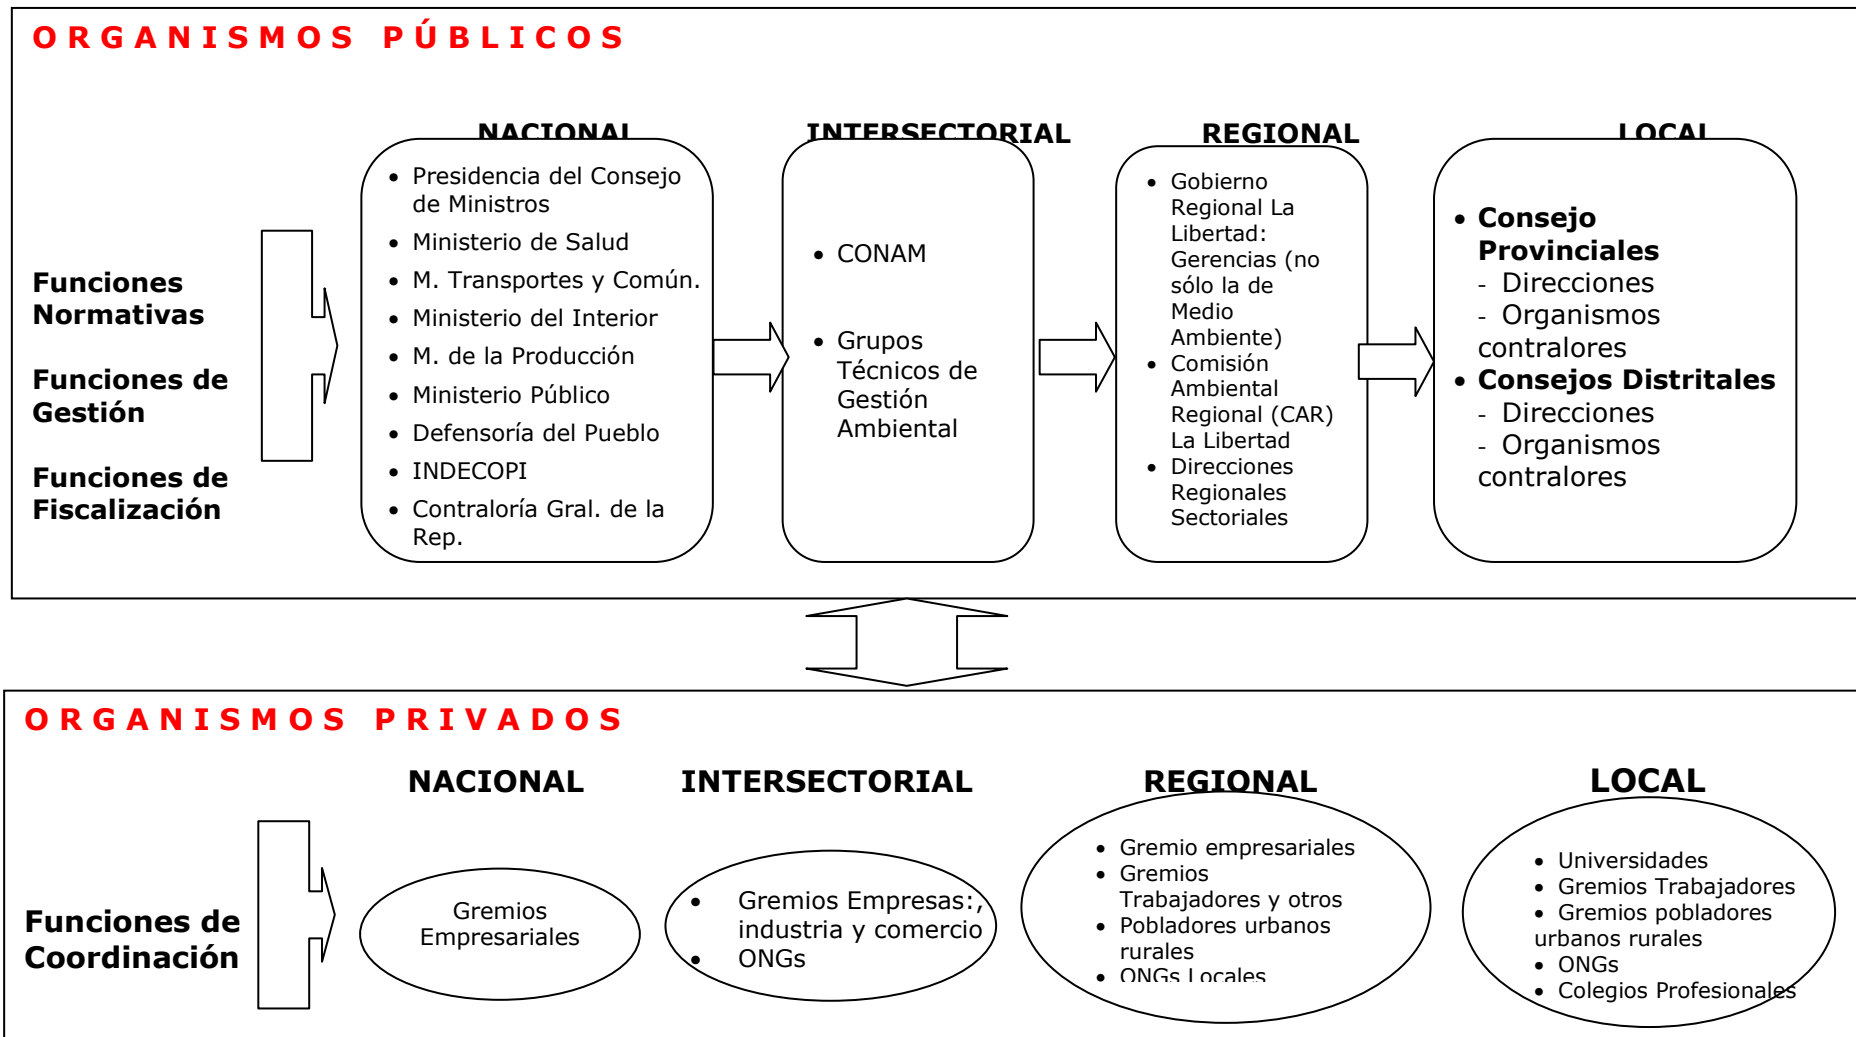 ORGANISMOS PÚBLICOS
Funciones
Normativas
Funciones de
Gestión
Funciones de
Fiscalización
NACIONAL
• Presidencia del Consejo
de Ministros
• Ministerio de Salud
• M. Transportes y Común.
• Ministerio del Interior
• M. de la Producción
• Ministerio Público
• Defensoría del Pueblo
• INDECOPI
• Contraloría Gral. de la
Rep.
INTERSECTORIAL
• CONAM
• Grupos
Técnicos de
Gestión
Ambiental
REGIONAL
• Gobierno
Regional La
Libertad:
Gerencias (no
sólo la de
Medio
Ambiente)
• Comisión
Ambiental
Regional (CAR)
La Libertad
• Direcciones
Regionales
Sectoriales
LOCAL
• Consejo
Provinciales
- Direcciones
- Organismos
contralores
• Consejos Distritales
- Direcciones
- Organismos
contralores
ORGANISMOS PRIVADOS
Funciones de
Coordinación
NACIONAL
Gremios
Empresariales
INTERSECTORIAL
• Gremios Empresas:,
industria y comercio
• ONGs
REGIONAL
• Gremio empresariales
• Gremios
Trabajadores y otros
• Pobladores urbanos
rurales
• ONGs Locales
LOCAL
• Universidades
• Gremios Trabajadores
• Gremios pobladores
urbanos rurales
• ONGs
• Colegios Profesionales